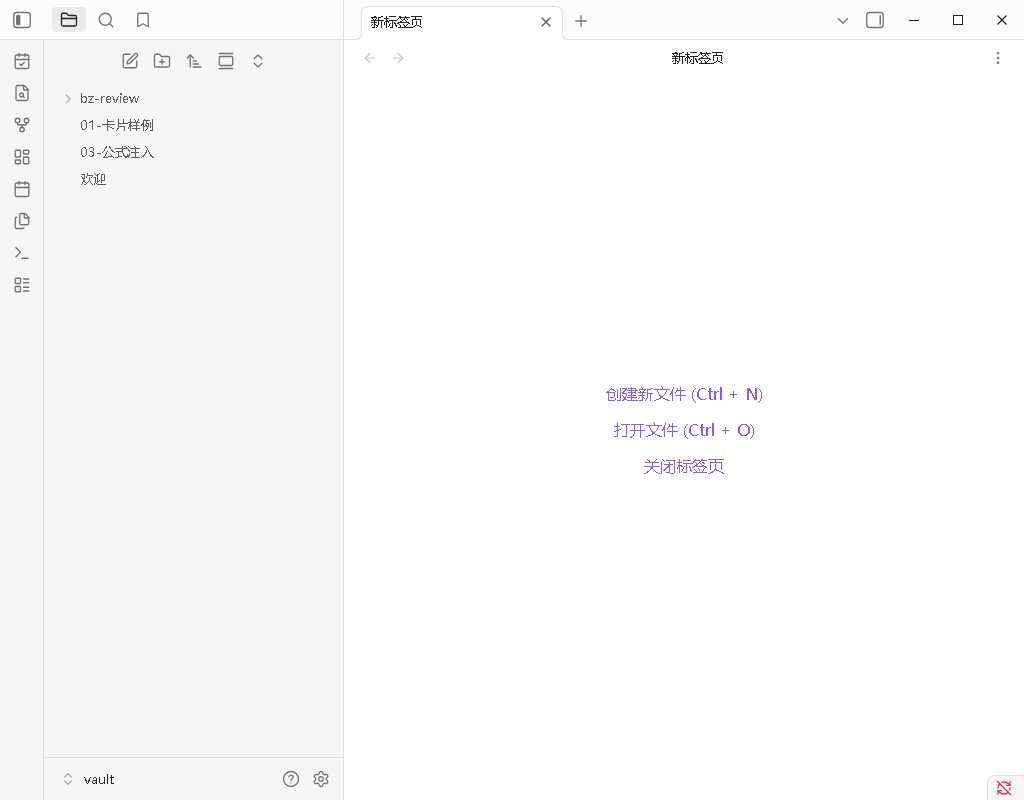 新标签页
新标签页
bz-review
01-卡片样例
03-公式注入
欢迎
创建新文件 (Ctrl + N)
打开文件 (Ctrl + O)
关闭标签页
vault